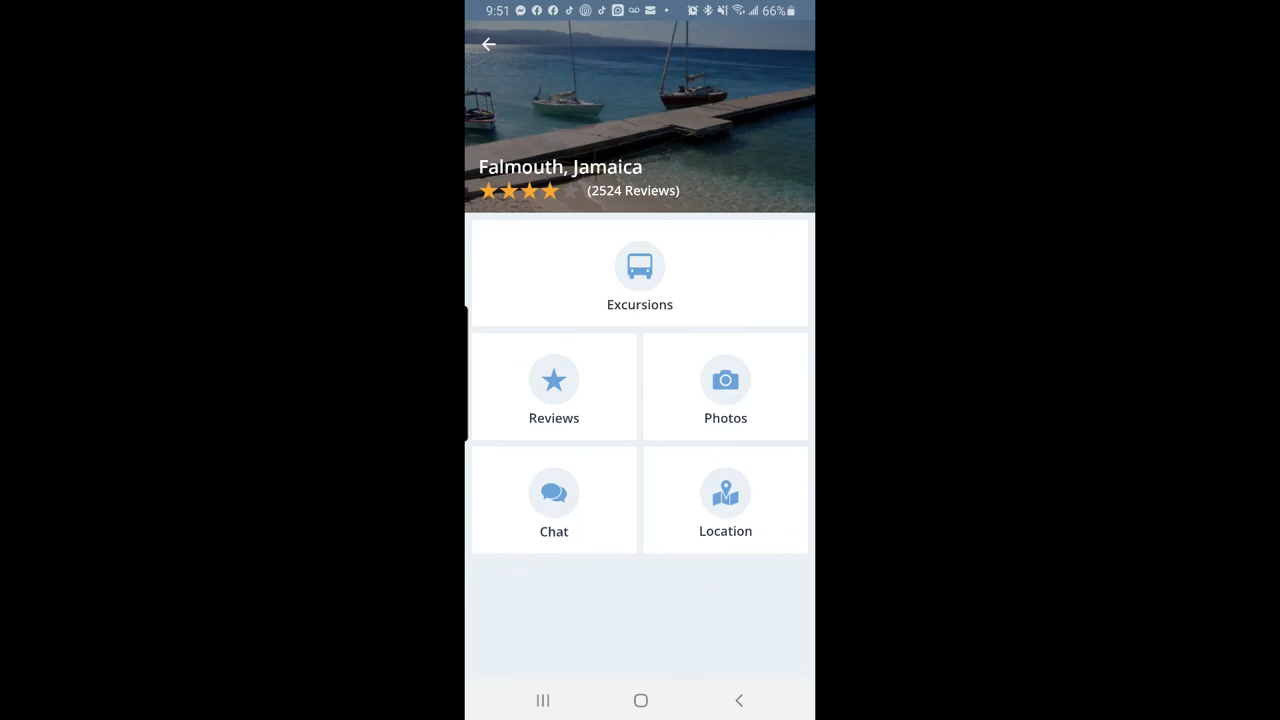 9:51 66%
Falmouth, Jamaica
(2524 Reviews)
Excursions
Reviews
Photos
Chat
Location